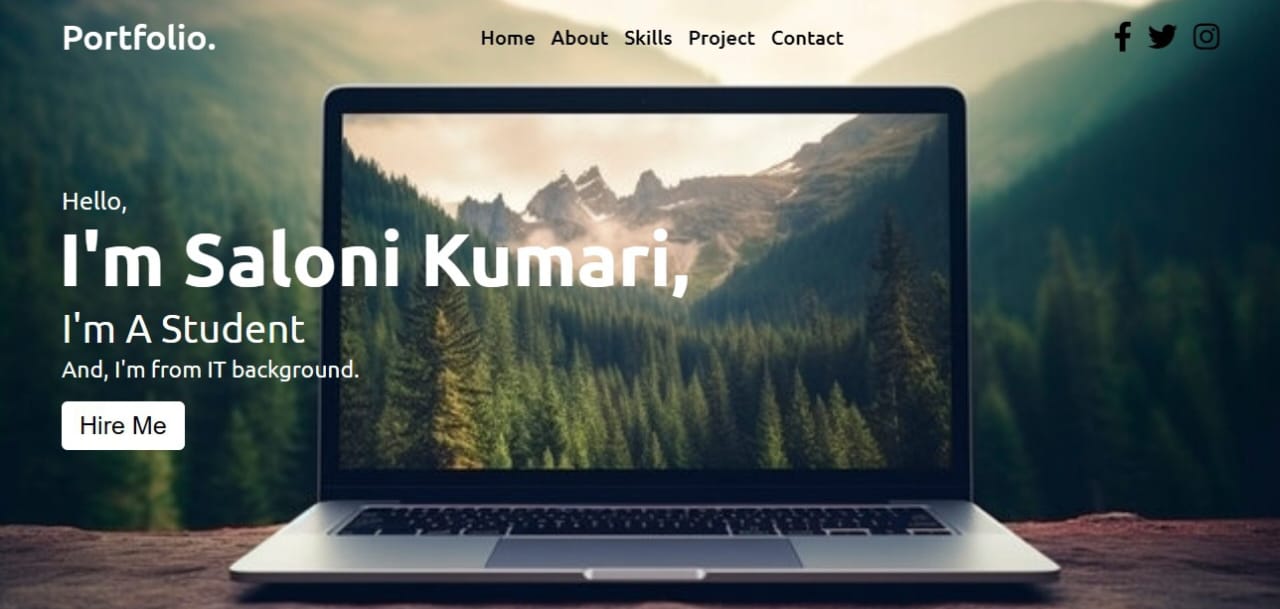 Portfolio.
Home About Skills Project Contact
Hello,
I'm Saloni Kumari,
I'm A Student
And, I'm from IT background.
Hire Me